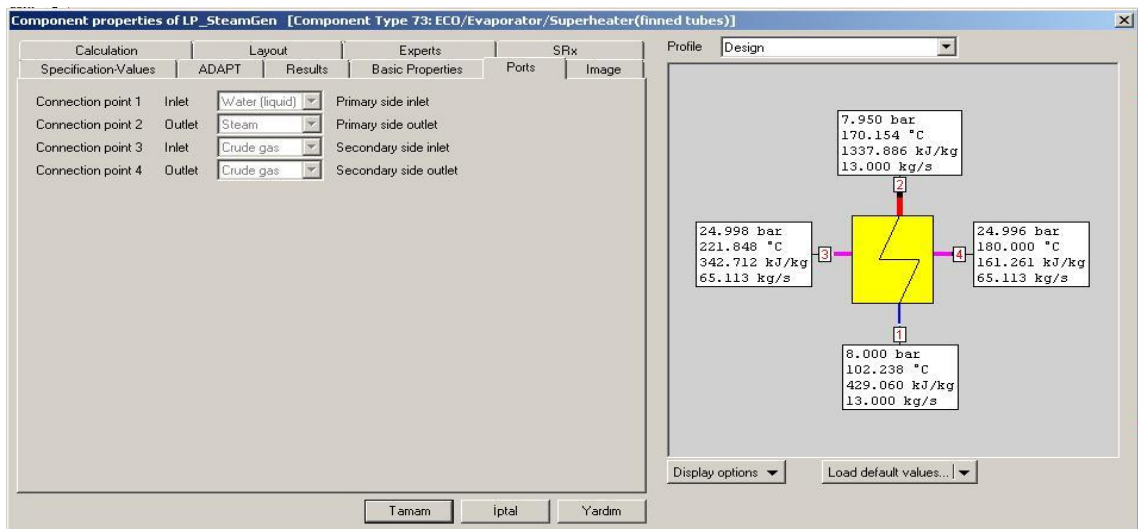 Component properties of LP_SteamGen [Component Type 73: ECO/Evaporator/Superheater(finned tubes)]
Calculation Layout Experts SRx
Specification-Values ADAPT Results Basic Properties Ports Image
Connection point 1 Inlet Water (liquid) Primary side inlet
Connection point 2 Outlet Steam Primary side outlet
Connection point 3 Inlet Crude gas Secondary side inlet
Connection point 4 Outlet Crude gas Secondary side outlet
Profile Design
7.950 bar
170.154 °C
1337.886 kJ/kg
13.000 kg/s
2
24.998 bar
221.848 °C
342.712 kJ/kg
65.113 kg/s
3
4
24.996 bar
180.000 °C
161.261 kJ/kg
65.113 kg/s
1
8.000 bar
102.238 °C
429.060 kJ/kg
13.000 kg/s
Display options Load default values...
Tamam İptal Yardım